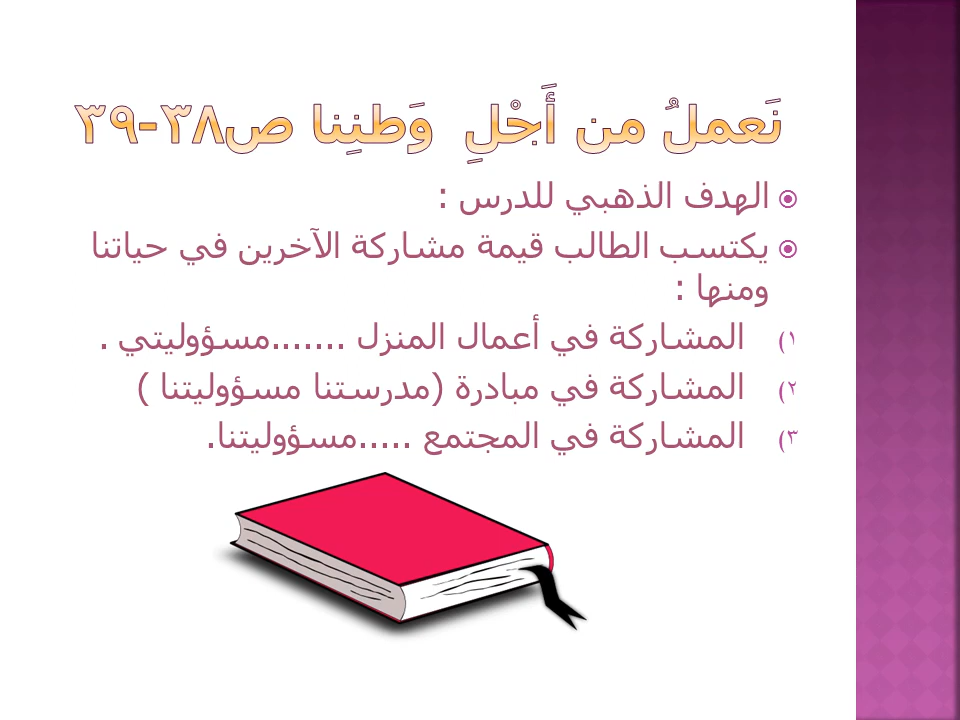 نَعملُ من أَجْلِ وَطنِنا ص٣٨-٣٩
الهدف الذهبي للدرس :
يكتسب الطالب قيمة مشاركة الآخرين في حياتنا
ومنها :
١) المشاركة في أعمال المنزل .......مسؤوليتي .
٢) المشاركة في مبادرة (مدرستنا مسؤوليتنا )
٣) المشاركة في المجتمع .....مسؤوليتنا.